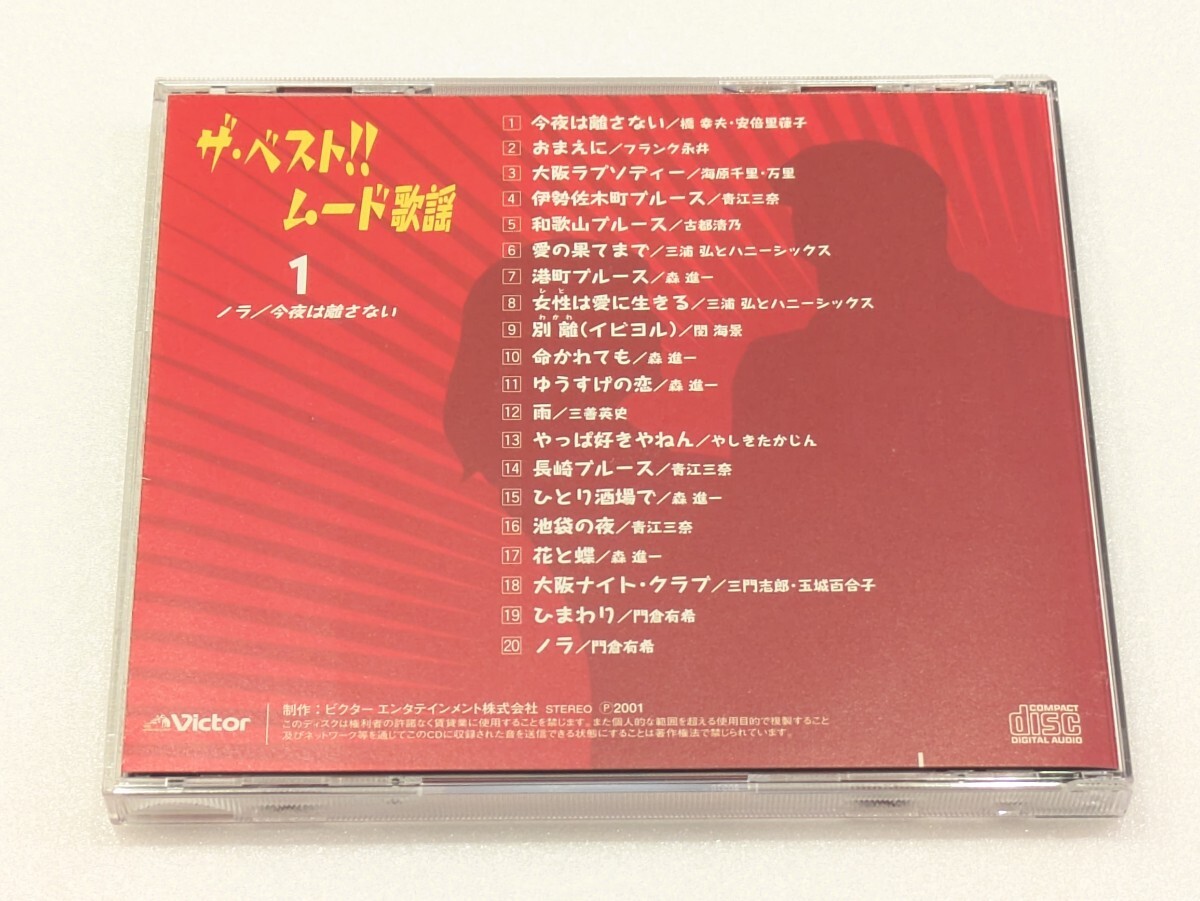 ザ・ベスト!!
ムード歌謡
1
ノラ/今夜は離さない
1 今夜は離さない/橋 幸夫・安倍里葎子
2 おまえに/フランク永井
3 大阪ラプソディー/海原千里・万里
4 伊勢佐木町ブルース/青江三奈
5 和歌山ブルース/古都清乃
6 愛の果てまで/三浦 弘とハニーシックス
7 港町ブルース/森 進一
ひと
8 女性は愛に生きる/三浦 弘とハニーシックス
わかれ
9 別離(イビヨル)/閔 海景
10 命かれても/森 進一
11 ゆうすげの恋/森 進一
12 雨/三善英史
13 やっぱ好きやねん/やしきたかじん
14 長崎ブルース/青江三奈
15 ひとり酒場で/森 進一
16 池袋の夜/青江三奈
17 花と蝶/森 進一
18 大阪ナイト・クラブ/三門志郎・玉城百合子
19 ひまわり/門倉有希
20 ノラ/門倉有希
Victor
制作：ビクター エンタテインメント株式会社 STEREO Ⓟ2001
このディスクは権利者の許諾なく賃貸業に使用することを禁じます。また個人的な範囲を超える使用目的で複製すること
及びネットワーク等を通じてこのCDに収録された音を送信できる状態にすることは著作権法で禁じられています。
COMPACT
disc
DIGITAL AUDIO